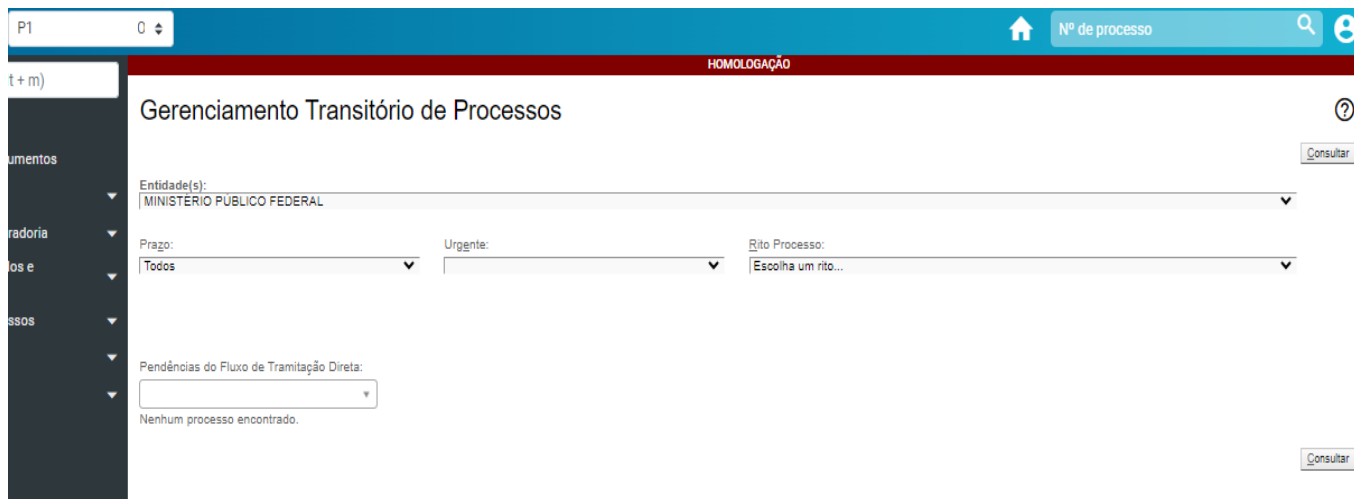 P1 0 Nº de processo
HOMOLOGAÇÃO
t + m)
Gerenciamento Transitório de Processos
Consultar
umentos
Entidade(s):
MINISTÉRIO PÚBLICO FEDERAL
radoria
Prazo: Urgente: Rito Processo:
los e
Todos Escolha um rito...
ssos
Pendências do Fluxo de Tramitação Direta:
Nenhum processo encontrado.
Consultar